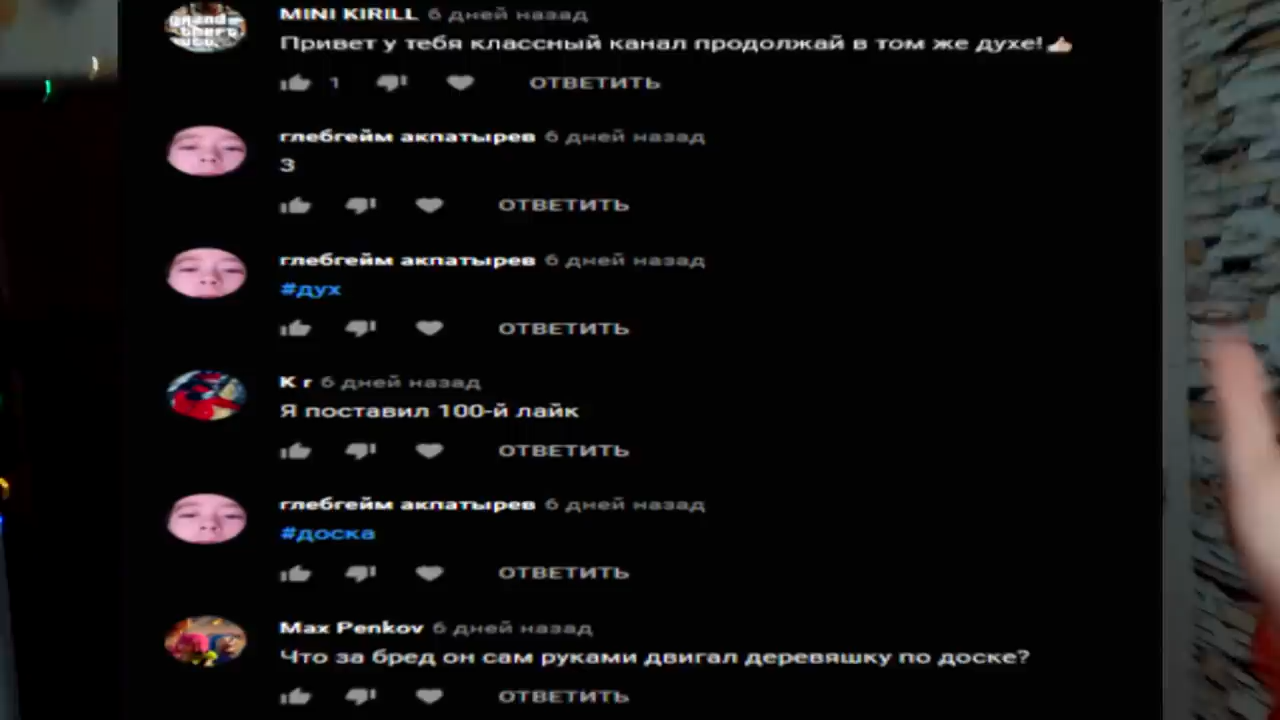 Grand
theft
MINI KIRILL 6 дней назад
Привет у тебя классный канал продолжай в том же духе!
1 ОТВЕТИТЬ
глебгейм акпатырев 6 дней назад
3
ОТВЕТИТЬ
глебгейм акпатырев 6 дней назад
#дух
ОТВЕТИТЬ
K r 6 дней назад
Я поставил 100-й лайк
ОТВЕТИТЬ
глебгейм акпатырев 6 дней назад
#доска
ОТВЕТИТЬ
Max Penkov 6 дней назад
Что за бред он сам руками двигал деревяшку по доске?
ОТВЕТИТЬ